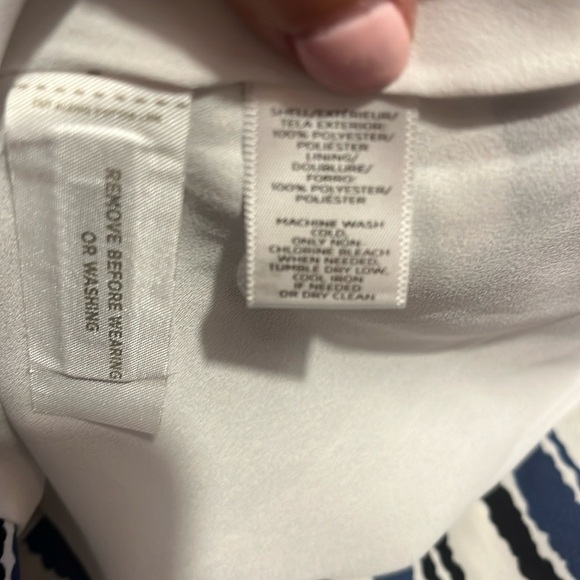 REMOVE BEFORE WEARING
OR WASHING
SHELL/EXTÉRIEUR/
TELA EXTERIOR:
100% POLYESTER/
POLIÉSTER
LINING/
DOUBLURE/
FORRO:
100% POLYESTER/
POLIÉSTER
MACHINE WASH
COLD,
ONLY NON-
CHLORINE BLEACH
WHEN NEEDED,
TUMBLE DRY LOW,
COOL IRON
IF NEEDED
OR DRY CLEAN